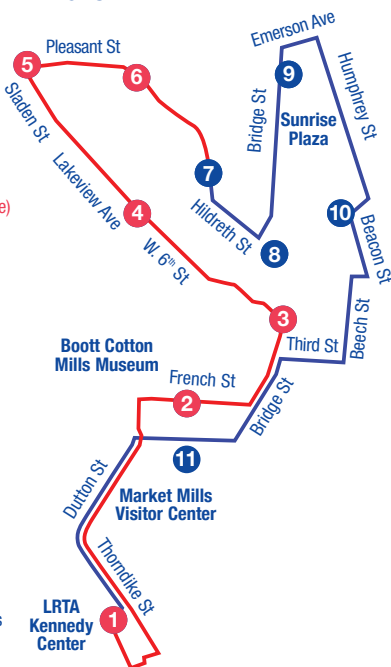 Emerson Ave
Pleasant St
5
6
9
Humphrey St
Sladen St
Bridge St
Sunrise
Plaza
7
e)
Lakeview Ave
4
Hildreth St
10
Beacon St
W. 6th St
8
3
Beech St
Boott Cotton
Mills Museum
Third St
French St
2
Bridge St
11
Dutton St
Market Mills
Visitor Center
Thorndike St
LRTA
Kennedy
Center
1
s